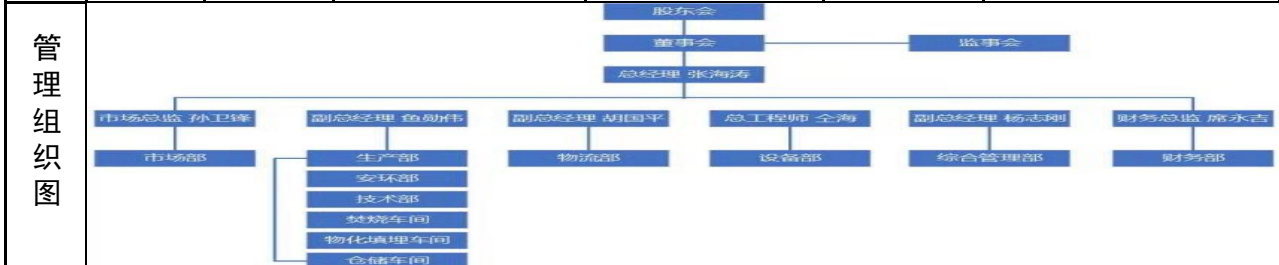 管理组织图
股东会
董事会 监事会
总经理 张海涛
市场总监 孙卫锋 副总经理 鱼勋伟 副总经理 胡国平 总工程师 仝海 副总经理 杨志刚 财务总监 席永吉
市场部 生产部 物流部 设备部 综合管理部 财务部
安环部
技术部
焚烧车间
物化填埋车间
仓储车间